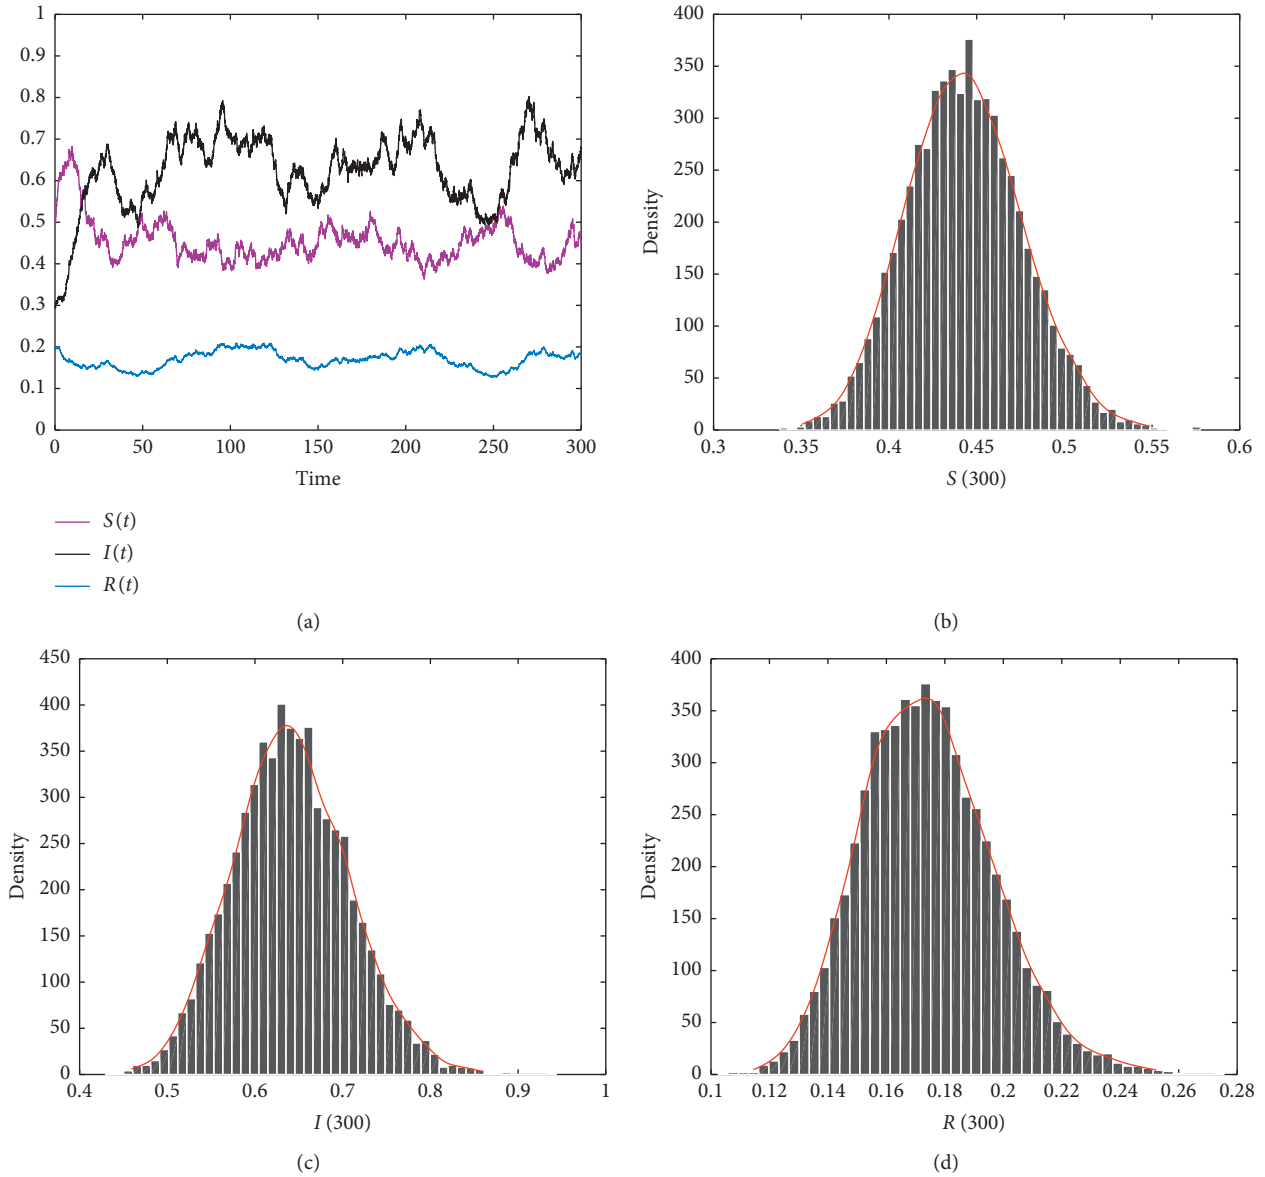 1
0.9
0.8
0.7
0.6
0.5
0.4
0.3
0.2
0.1
0
0 50 100 150 200 250 300
Time
S(t)
I(t)
R(t)
(a)
400
350
300
250
200
150
100
50
0
Density
0.3 0.35 0.4 0.45 0.5 0.55 0.6
S (300)
(b)
450
400
350
300
250
200
150
100
50
0
Density
0.4 0.5 0.6 0.7 0.8 0.9 1
I (300)
(c)
400
350
300
250
200
150
100
50
0
Density
0.1 0.12 0.14 0.16 0.18 0.2 0.22 0.24 0.26 0.28
R (300)
(d)